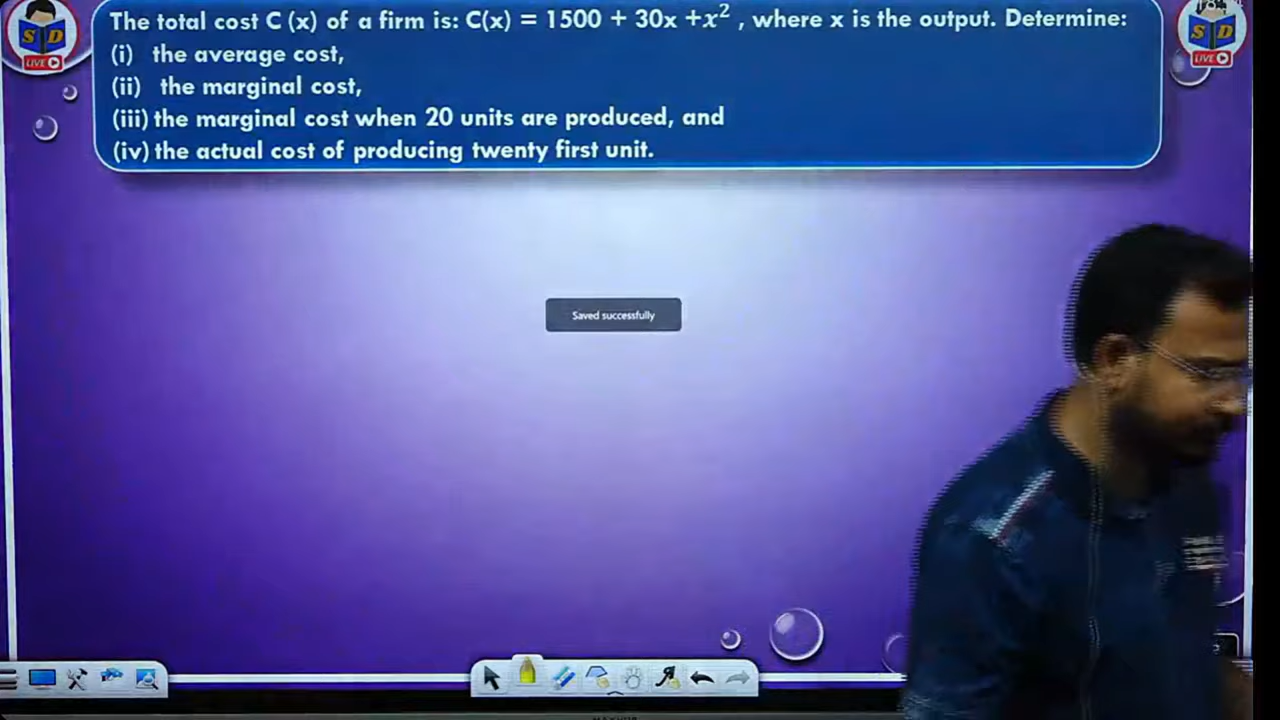 The total cost C (x) of a firm is: C(x) = 1500 + 30x +x² , where x is the output. Determine:
(i) the average cost,
(ii) the marginal cost,
(iii) the marginal cost when 20 units are produced, and
(iv) the actual cost of producing twenty first unit.
S D
LIVE
S D
LIVE
Saved successfully